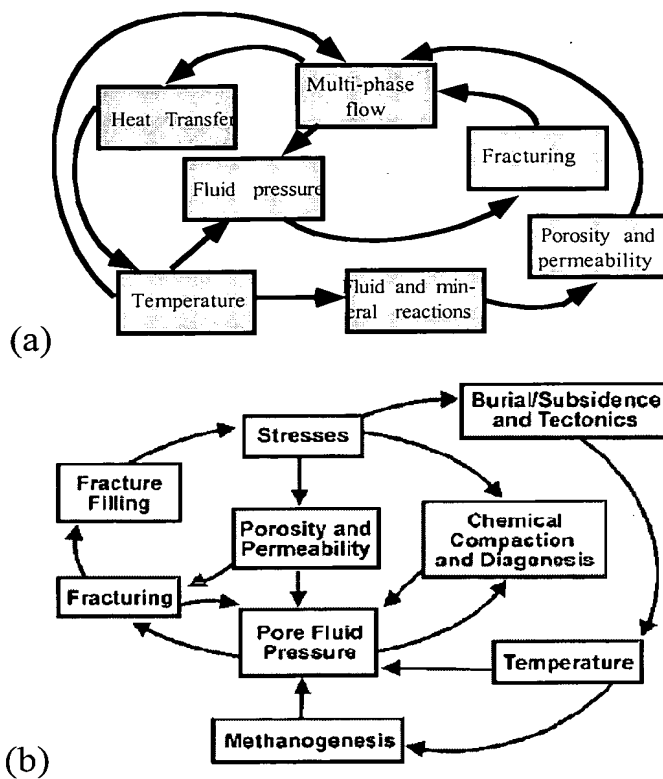 Multi-phase
flow
Heat Transfer
Fracturing
Fluid pressure
Porosity and
permeability
Temperature
Fluid and min-
eral reactions
(a)
Burial/Subsidence
and Tectonics
Stresses
Fracture
Filling
Porosity and
Permeability
Chemical
Compaction
and Diagenesis
Fracturing
Pore Fluid
Pressure
Temperature
Methanogenesis
(b)